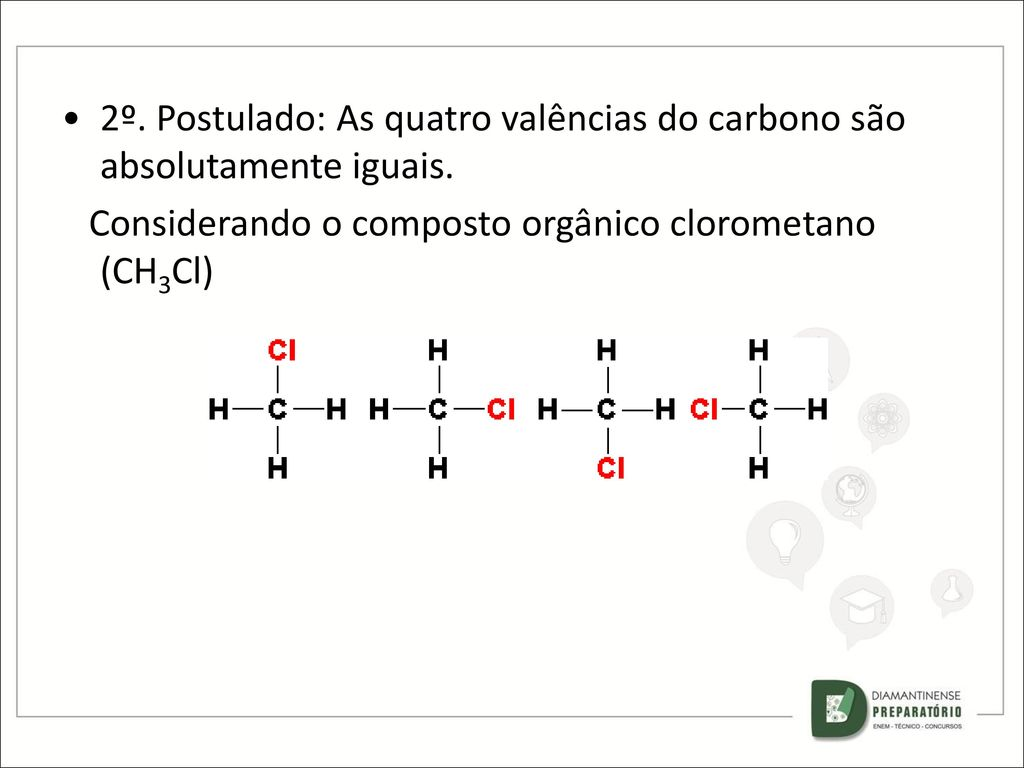 • 2º. Postulado: As quatro valências do carbono são
absolutamente iguais.
Considerando o composto orgânico clorometano
(CH₃Cl)
Cl H H H
H C H H C Cl H C H Cl C H
H H Cl H
DIAMANTINENSE
PREPARATÓRIO
ENEM - TÉCNICO - CONCURSOS